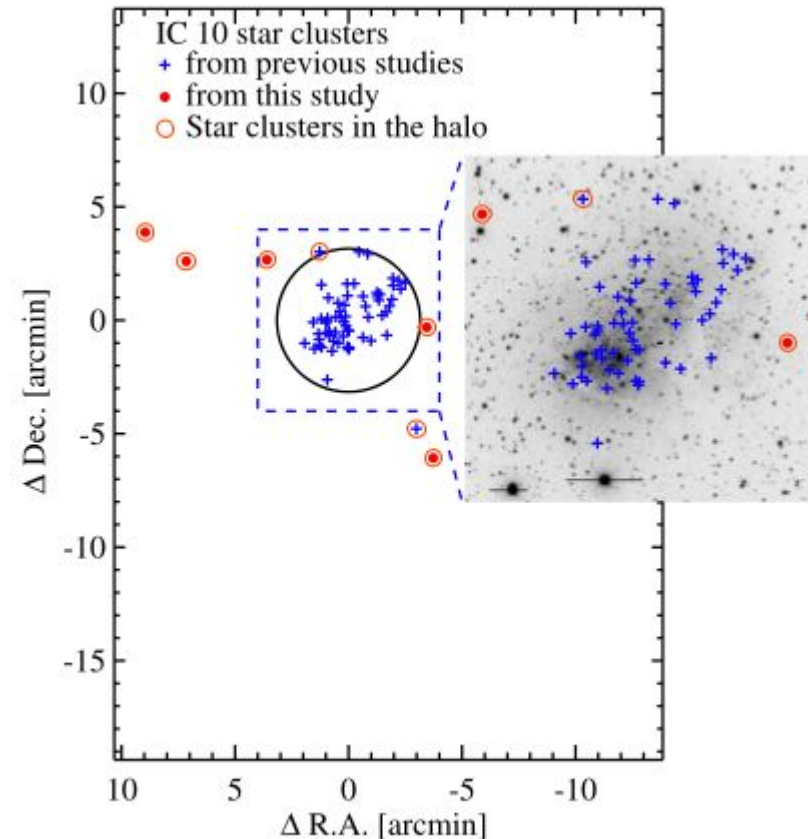 IC 10 star clusters
from previous studies
from this study
Star clusters in the halo
10
5
0
-5
-10
-15
Δ Dec. [arcmin]
10 5 0 -5 -10
Δ R.A. [arcmin]